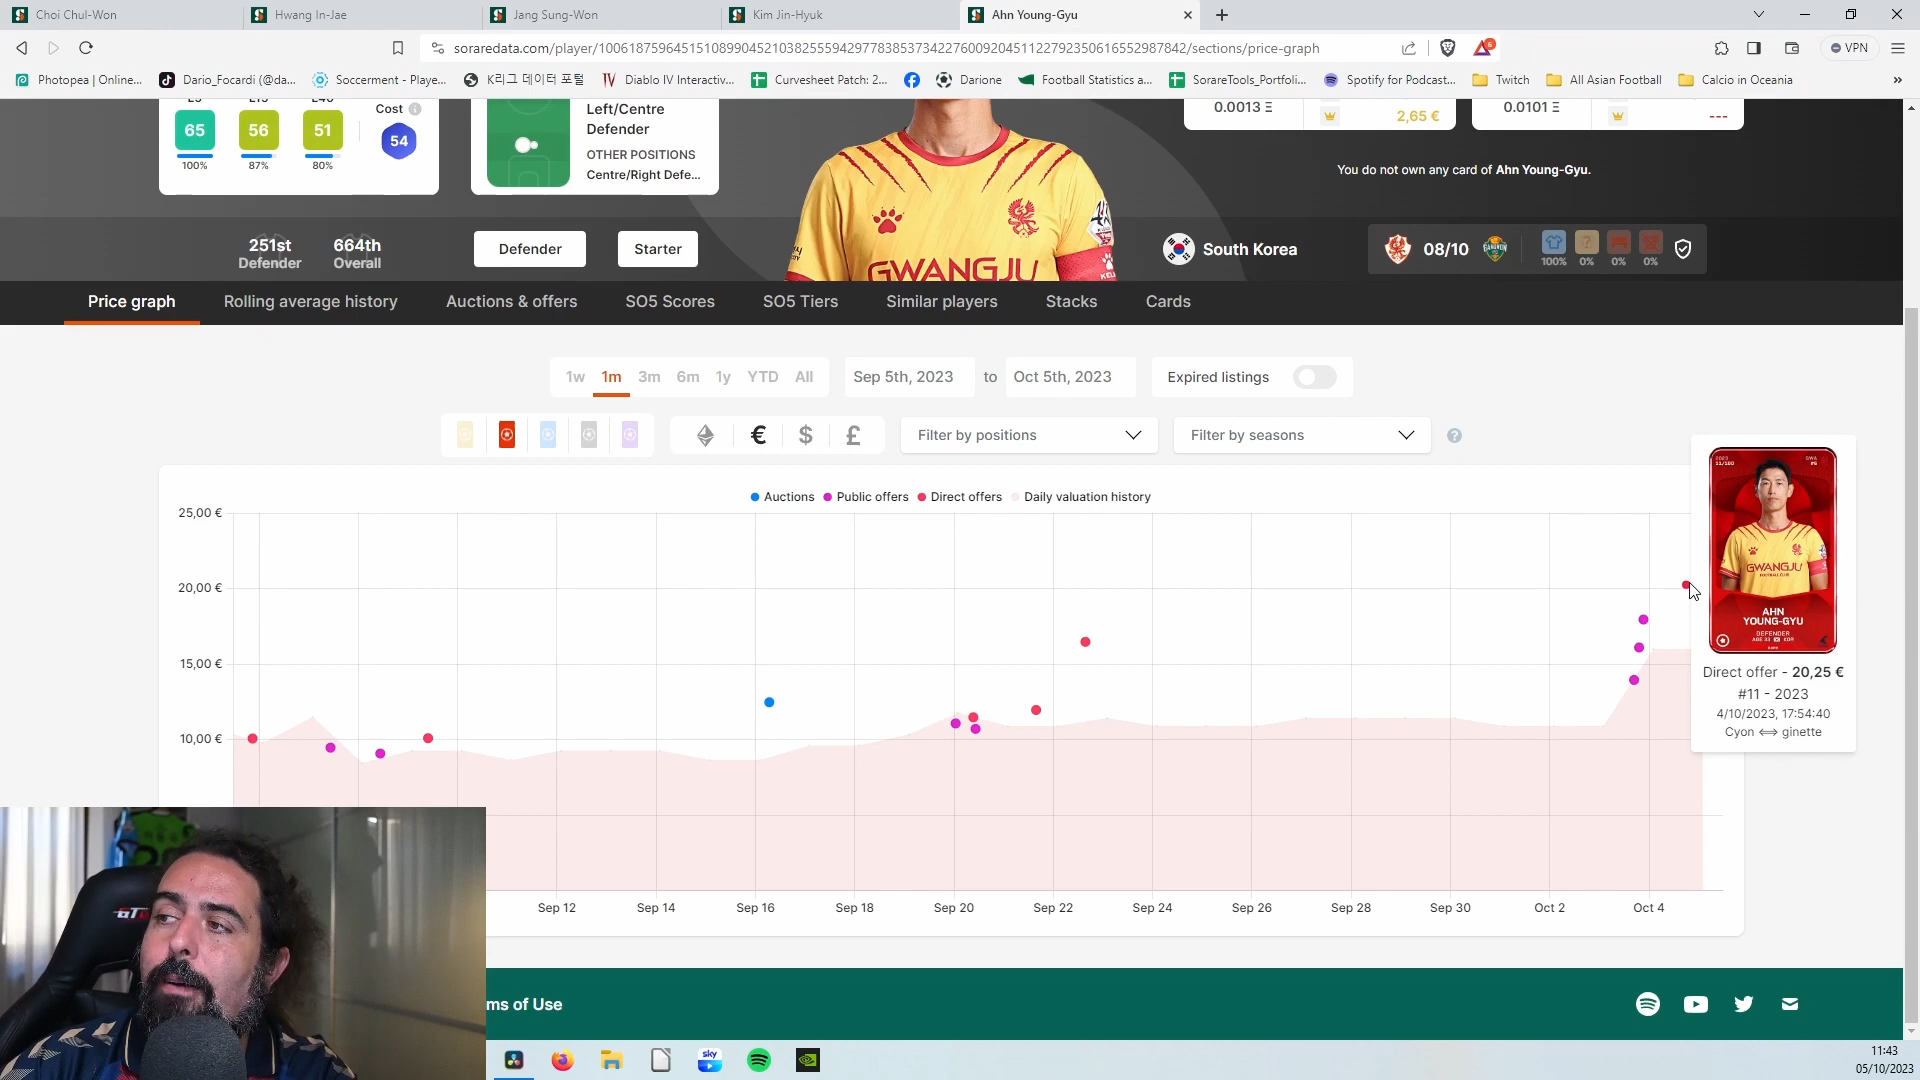 Choi Chul-Won
Hwang In-Jae
Jang Sung-Won
Kim Jin-Hyuk
Ahn Young-Gyu
soraredata.com/player/100618759645151089904521038255594297783853734227600920451122792350616552987842/sections/price-graph
VPN
Photopea | Online...
Dario_Focardi (@da...
Soccerment - Playe...
K리그 데이터 포털
Diablo IV Interactiv...
Curvesheet Patch: 2...
Darione
Football Statistics a...
SorareTools_Portfoli...
Spotify for Podcast...
Twitch
All Asian Football
Calcio in Oceania
»
Cost
65
56
51
54
100%
87%
80%
Left/Centre
Defender
OTHER POSITIONS
Centre/Right Defe...
0.0013 Ξ
2,65 €
0.0101 Ξ
---
You do not own any card of Ahn Young-Gyu.
251st
Defender
664th
Overall
Defender
Starter
GWANGJU
South Korea
08/10
100%
0%
0%
0%
Price graph
Rolling average history
Auctions & offers
SO5 Scores
SO5 Tiers
Similar players
Stacks
Cards
1w
1m
3m
6m
1y
YTD
All
Sep 5th, 2023
to
Oct 5th, 2023
Expired listings
€
$
£
Filter by positions
Filter by seasons
?
Auctions
Public offers
Direct offers
Daily valuation history
25,00 €
20,00 €
15,00 €
10,00 €
Sep 12
Sep 14
Sep 16
Sep 18
Sep 20
Sep 22
Sep 24
Sep 26
Sep 28
Sep 30
Oct 2
Oct 4
2023
11/100
GWA
#6
GWANGJU
AHN
YOUNG-GYU
DEFENDER
AGE 33
KOR
Direct offer - 20,25 €
#11 - 2023
4/10/2023, 17:54:40
Cyon ⟺ ginette
ms of Use
sky
11:43
05/10/2023